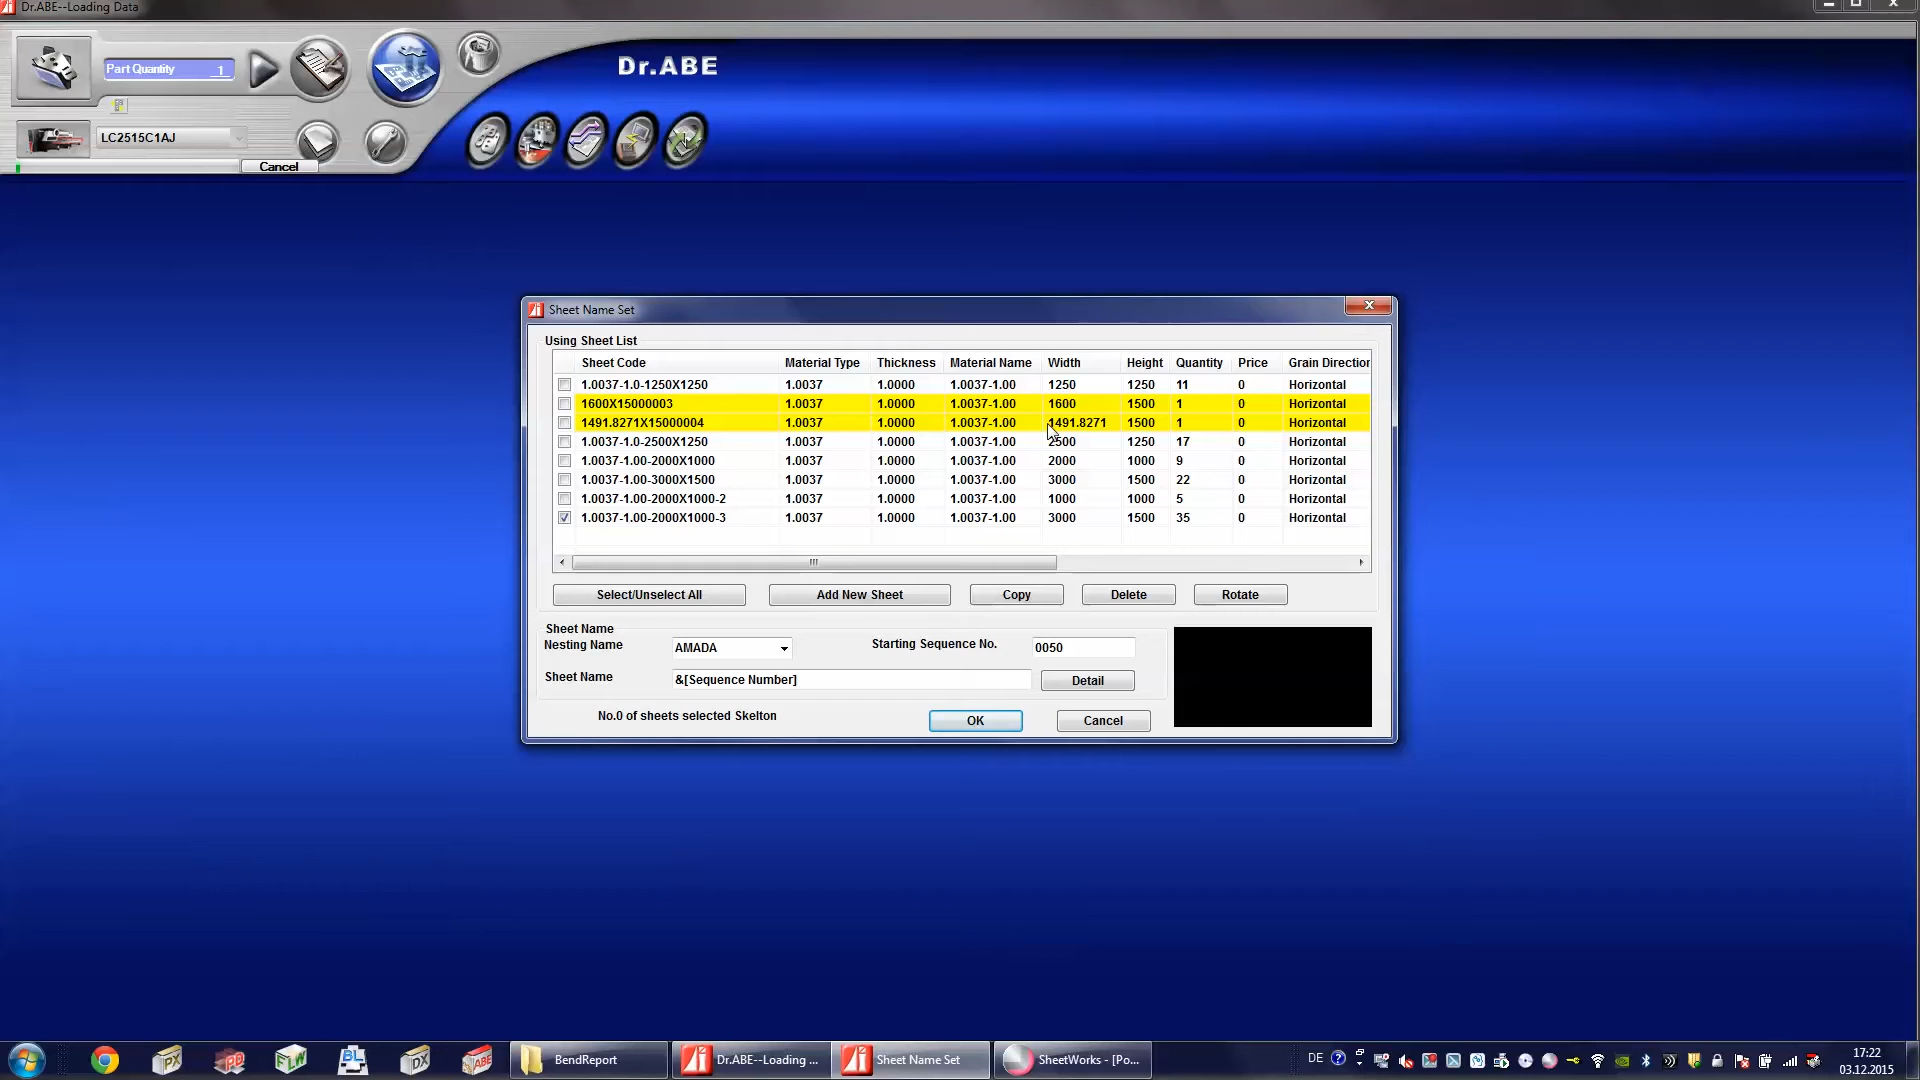 Dr.ABE--Loading Data
Part Quantity 1
Dr.ABE
LC2515C1AJ
Cancel
Sheet Name Set
Using Sheet List
Sheet Code Material Type Thickness Material Name Width Height Quantity Price Grain Direction
1.0037-1.0-1250X1250 1.0037 1.0000 1.0037-1.00 1250 1250 11 0 Horizontal
1600X15000003 1.0037 1.0000 1.0037-1.00 1600 1500 1 0 Horizontal
1491.8271X15000004 1.0037 1.0000 1.0037-1.00 1491.8271 1500 1 0 Horizontal
1.0037-1.0-2500X1250 1.0037 1.0000 1.0037-1.00 2500 1250 17 0 Horizontal
1.0037-1.00-2000X1000 1.0037 1.0000 1.0037-1.00 2000 1000 9 0 Horizontal
1.0037-1.00-3000X1500 1.0037 1.0000 1.0037-1.00 3000 1500 22 0 Horizontal
1.0037-1.00-2000X1000-2 1.0037 1.0000 1.0037-1.00 1000 1000 5 0 Horizontal
1.0037-1.00-2000X1000-3 1.0037 1.0000 1.0037-1.00 3000 1500 35 0 Horizontal
Select/Unselect All Add New Sheet Copy Delete Rotate
Sheet Name
Nesting Name AMADA Starting Sequence No. 0050
Sheet Name &[Sequence Number] Detail
No.0 of sheets selected Skelton OK Cancel
PX PD FLW BL DX ABE BendReport Dr.ABE--Loading ... Sheet Name Set SheetWorks - [Po... DE 17:22
03.12.2015